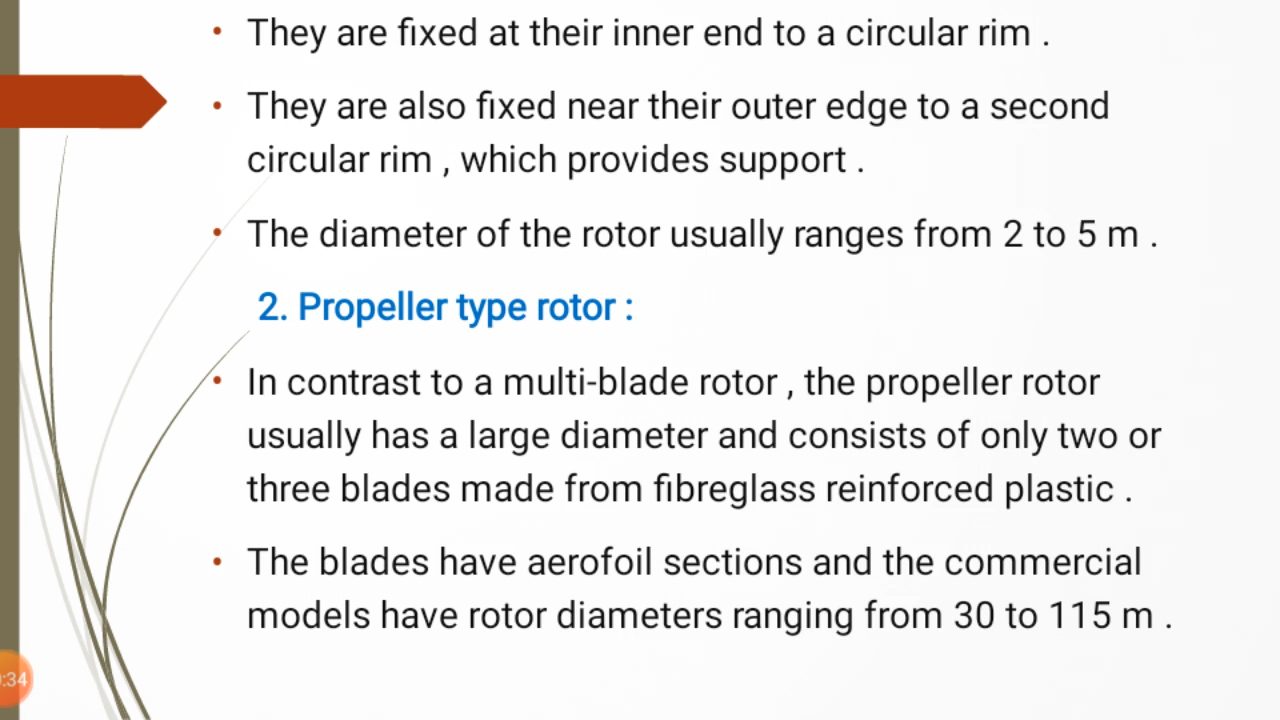 • They are fixed at their inner end to a circular rim .
• They are also fixed near their outer edge to a second
circular rim , which provides support .
• The diameter of the rotor usually ranges from 2 to 5 m .
2. Propeller type rotor :
• In contrast to a multi-blade rotor , the propeller rotor
usually has a large diameter and consists of only two or
three blades made from fibreglass reinforced plastic .
• The blades have aerofoil sections and the commercial
models have rotor diameters ranging from 30 to 115 m .
:34